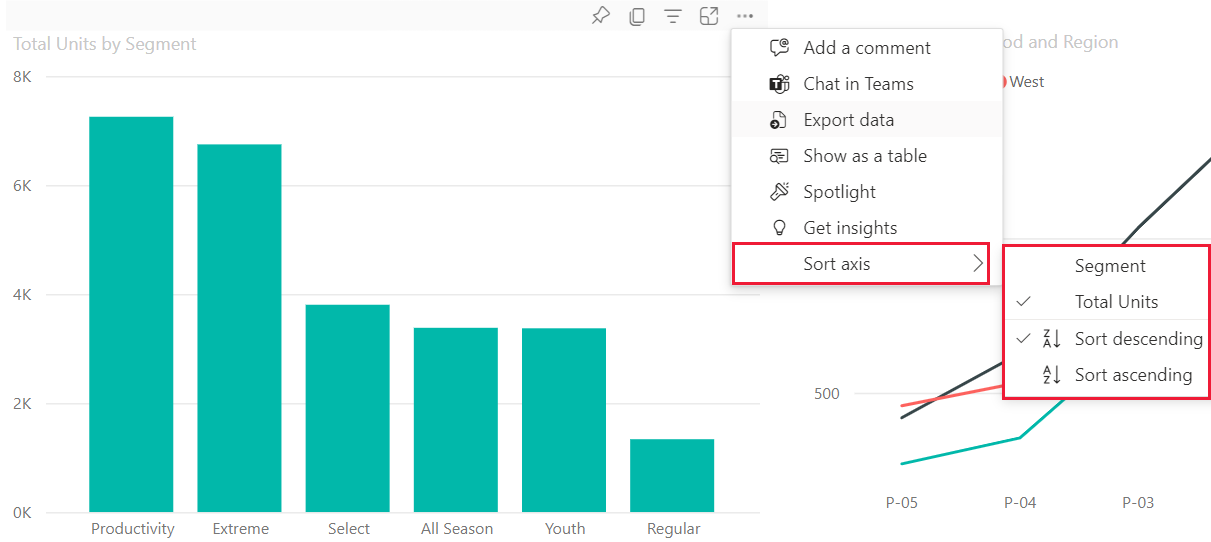 Total Units by Segment
8K
6K
4K
2K
0K
Productivity
Extreme
Select
All Season
Youth
Regular
Add a comment
Chat in Teams
Export data
Show as a table
Spotlight
Get insights
Sort axis
Segment
Total Units
Sort descending
Sort ascending
and Region
West
500
P-05
P-04
P-03